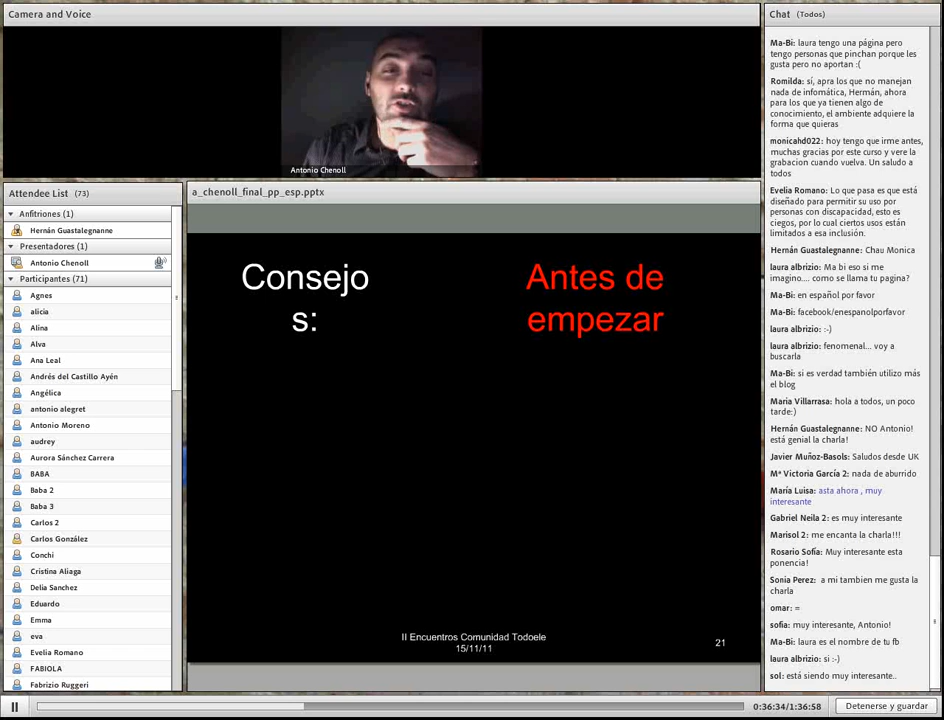 Camera and Voice
Antonio Chenoll
Attendee List (73)
Anfitriones (1)
Hernán Guastalegnanne
Presentadores (1)
Antonio Chenoll
Participantes (71)
Agnes
alicia
Alina
Alva
Ana Leal
Andrés del Castillo Ayén
Angélica
antonio alegret
Antonio Moreno
audrey
Aurora Sánchez Carrera
BABA
Baba 2
Baba 3
Carlos 2
Carlos González
Conchi
Cristina Aliaga
Delia Sanchez
Eduardo
Emma
eva
Evelia Romano
FABIOLA
Fabrizio Ruggeri
a_chenoll_final_pp_esp.pptx
Consejo
s:
Antes de
empezar
II Encuentros Comunidad Todoele
15/11/11
21
Chat (Todos)
Ma-Bi: laura tengo una página pero
tengo personas que pinchan porque les
gusta pero no aportan :(
Romilda: sí, apra los que no manejan
nada de infomática, Hermán, ahora
para los que ya tienen algo de
conocimiento, el ambiente adquiere la
forma que quieras
monicahd022: hoy tengo que irme antes,
muchas gracias por este curso y vere la
grabacion cuando vuelva. Un saludo a
todos
Evelia Romano: Lo que pasa es que está
diseñado para permitir su uso por
personas con discapacidad, esto es
ciegos, por lo cual ciertos usos están
limitados a esa inclusión.
Hernán Guastalegnanne: Chau Monica
laura albrizio: Ma bi eso si me
imagino.... como se llama tu pagina?
Ma-Bi: en español por favor
Ma-Bi: facebook/enespanolporfavor
laura albrizio: :-)
laura albrizio: fenomenal... voy a
buscarla
Ma-Bi: si es verdad también utilizo más
el blog
Maria Villarrasa: hola a todos, un poco
tarde:)
Hernán Guastalegnanne: NO Antonio!
está genial la charla!
Javier Muñoz-Basols: Saludos desde UK
Mª Victoria García 2: nada de aburrido
María Luisa: asta ahora , muy
interesante
Gabriel Neila 2: es muy interesante
Marisol 2: me encanta la charla!!!
Rosario Sofía: Muy interesante esta
ponencia!
Sonia Perez: a mi tambien me gusta la
charla
omar: =
sofia: muy interesante, Antonio!
Ma-Bi: laura es el nombre de tu fb
laura albrizio: si :-)
sol: está siendo muy interesante..
0:36:34/1:36:58
Detenerse y guardar